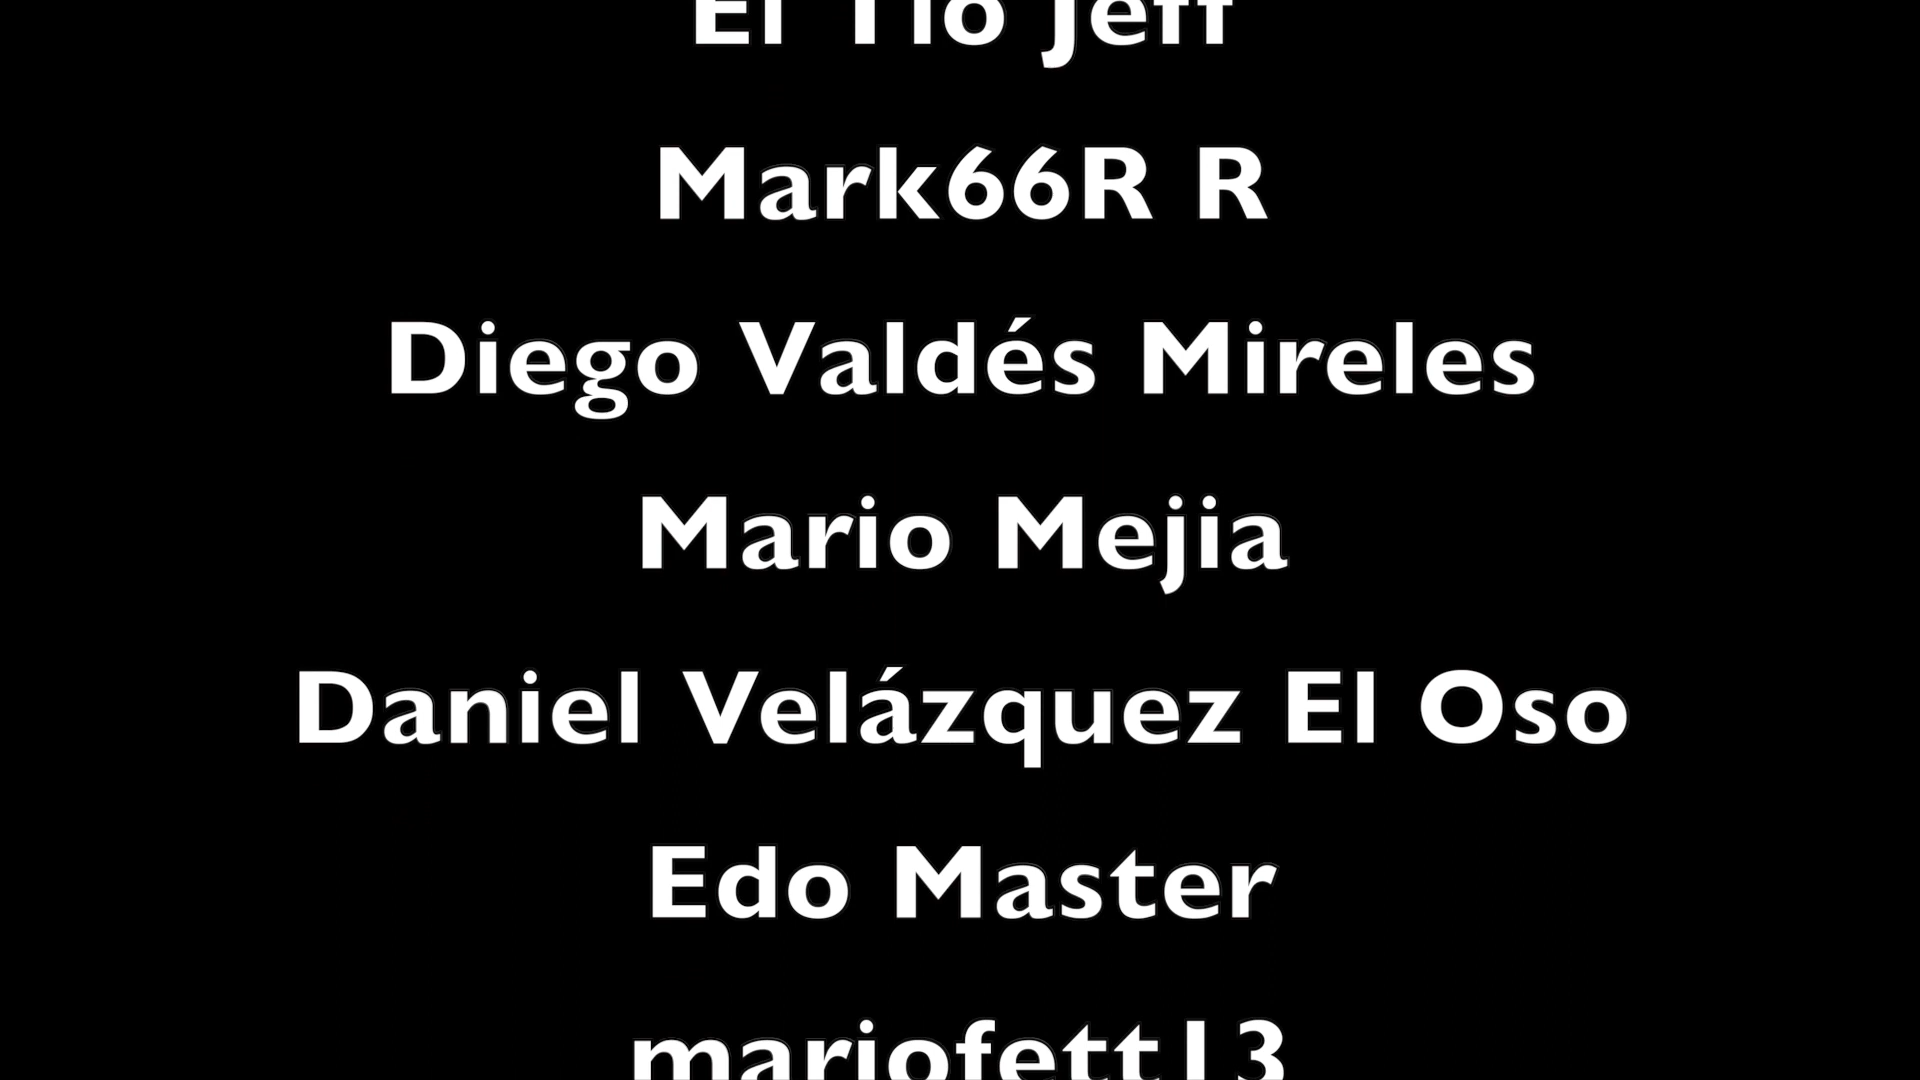 El Tio Jeff
Mark66R R
Diego Valdés Mireles
Mario Mejia
Daniel Velázquez El Oso
Edo Master
mariofett13